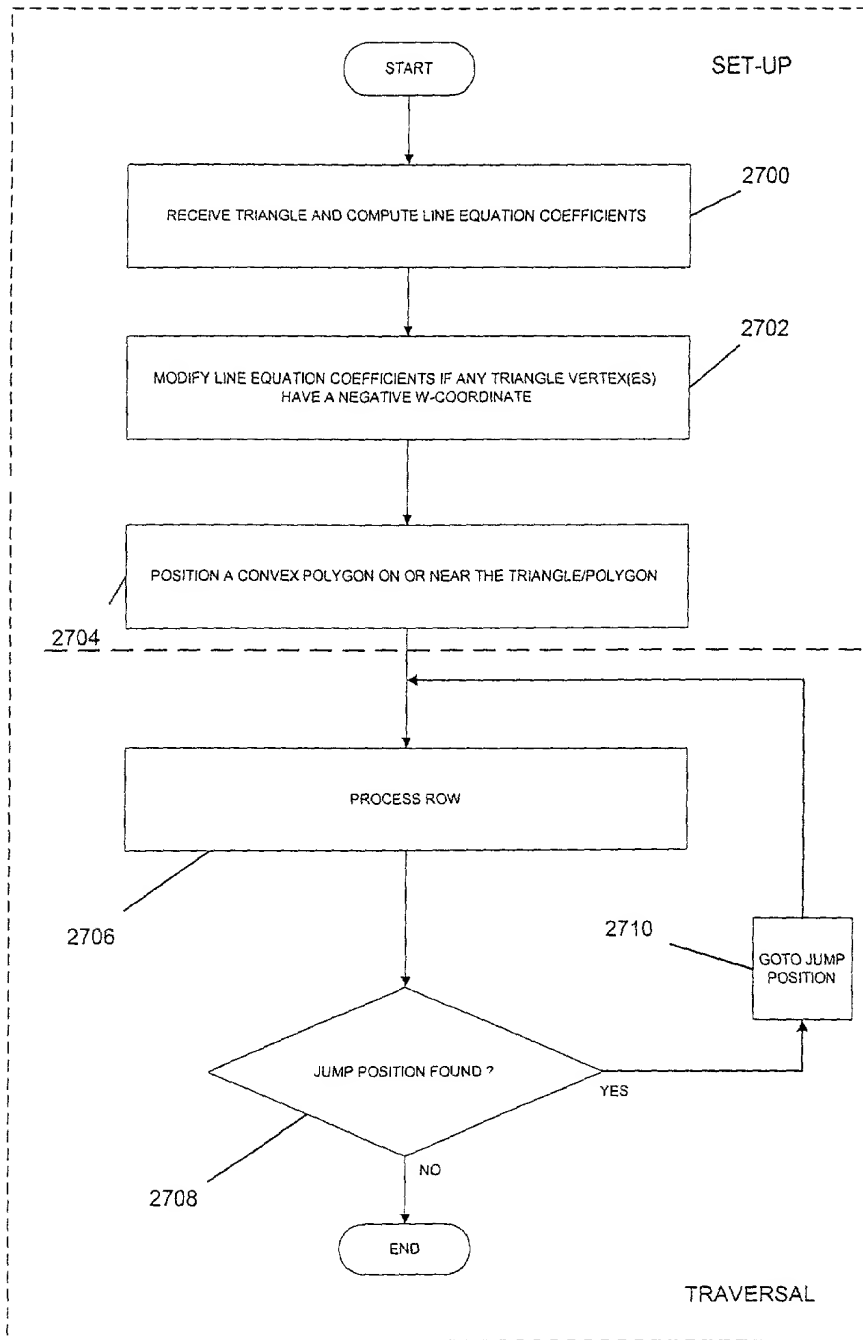 START
SET-UP
2700
RECEIVE TRIANGLE AND COMPUTE LINE EQUATION COEFFICIENTS
2702
MODIFY LINE EQUATION COEFFICIENTS IF ANY TRIANGLE VERTEX(ES)
HAVE A NEGATIVE W-COORDINATE
POSITION A CONVEX POLYGON ON OR NEAR THE TRIANGLE/POLYGON
2704
PROCESS ROW
2706
2710
GOTO JUMP
POSITION
JUMP POSITION FOUND ?
YES
NO
2708
END
TRAVERSAL